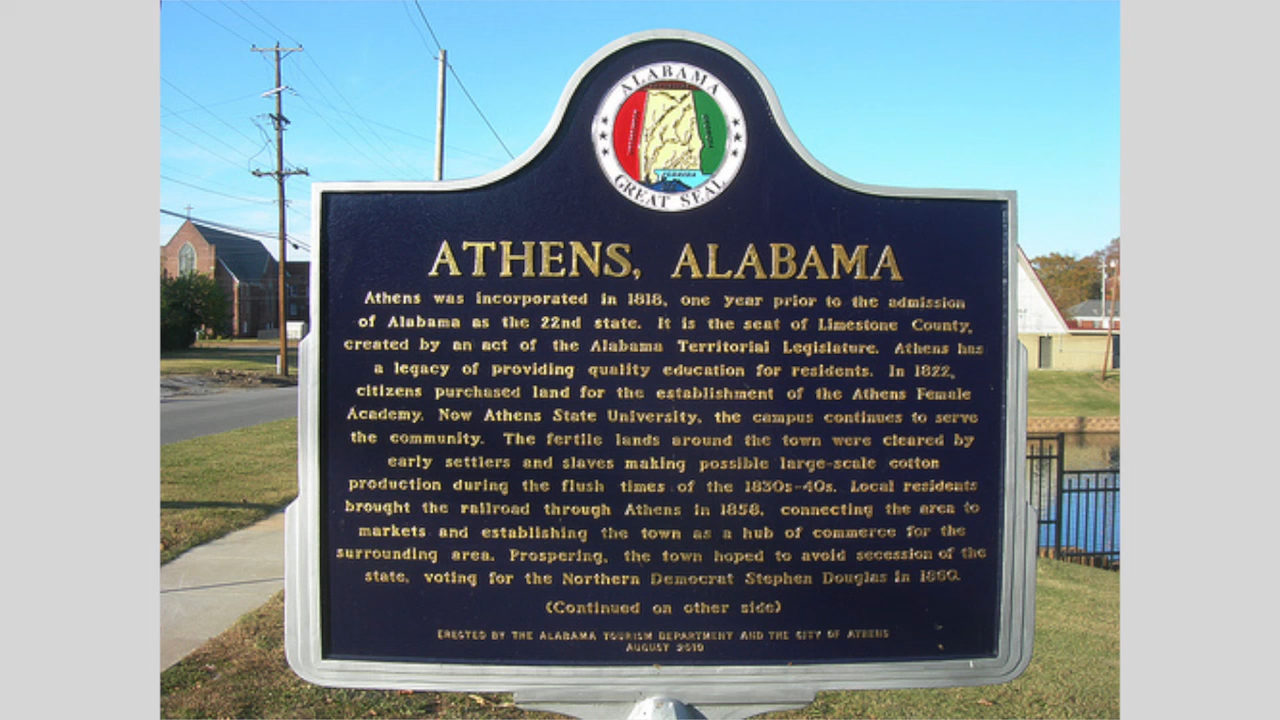 ALABAMA
GREAT SEAL
ATHENS, ALABAMA
Athens was incorporated in 1818, one year prior to the admission
of Alabama as the 22nd state. It is the seat of Limestone County,
created by an act of the Alabama Territorial Legislature. Athens has
a legacy of providing quality education for residents. In 1822,
citizens purchased land for the establishment of the Athens Female
Academy. Now Athens State University, the campus continues to serve
the community. The fertile lands around the town were cleared by
early settlers and slaves making possible large-scale cotton
production during the flush times of the 1830s-40s. Local residents
brought the railroad through Athens in 1858, connecting the area to
markets and establishing the town as a hub of commerce for the
surrounding area. Prospering, the town hoped to avoid secession of the
state, voting for the Northern Democrat Stephen Douglas in 1860.
(Continued on other side)
ERECTED BY THE ALABAMA TOURISM DEPARTMENT AND THE CITY OF ATHENS
AUGUST 2010